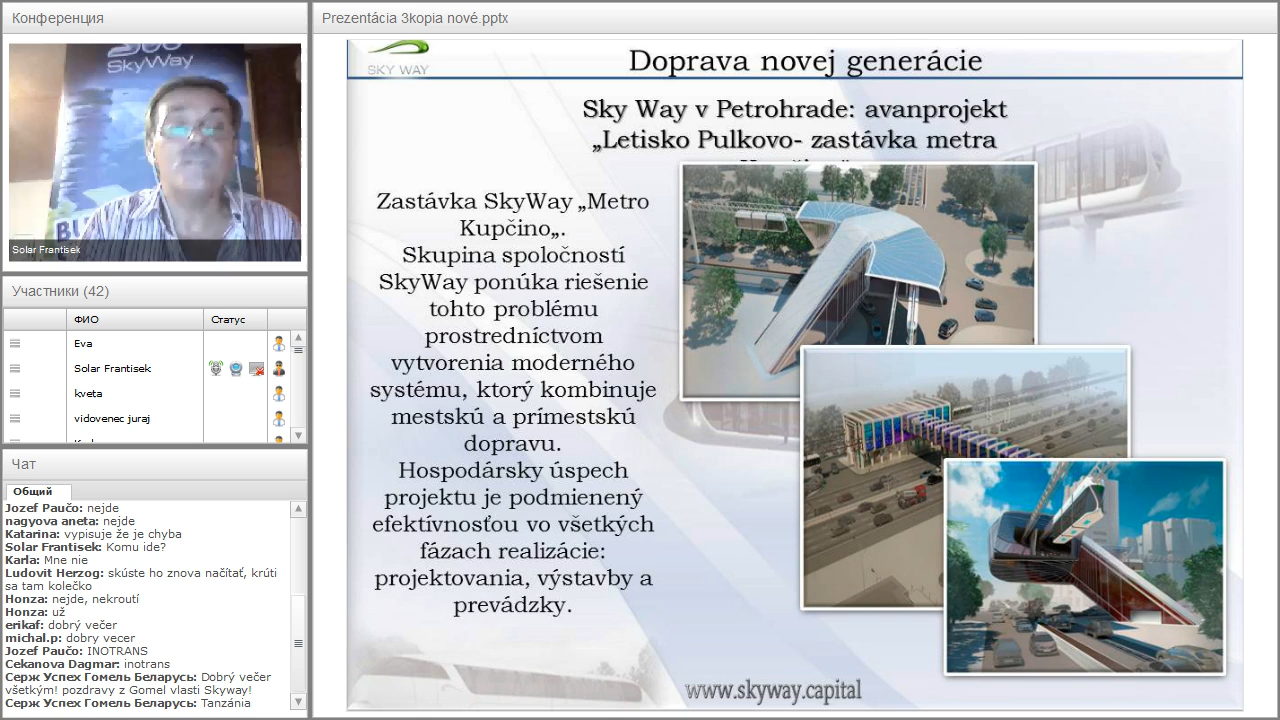 Конференция
SkyWay
Solar Frantisek
Участники (42)
ФИО
Статус
Eva
Solar Frantisek
kveta
vidovenec juraj
Чат
Общий
Jozef Paučo: nejde
nagyova aneta: nejde
Katarina: vypisuje že je chyba
Solar Frantisek: Komu ide?
Karla: Mne nie
Ludovit Herzog: skúste ho znova načítať, krúti
sa tam kolečko
Honza: nejde, nekroutí
Honza: už
erikaf: dobrý večer
michal.p: dobry vecer
Jozef Paučo: INOTRANS
Cekanova Dagmar: inotrans
Серж Успех Гомель Беларусь: Dobrý večer
všetkým! pozdravy z Gomel vlasti Skyway!
Серж Успех Гомель Беларусь: Tanzánia
Prezentácia 3kopia nové.pptx
SKY WAY
Doprava novej generácie
Sky Way v Petrohrade: avanprojekt
„Letisko Pulkovo- zastávka metra
Zastávka SkyWay „Metro
Kupčino„.
Skupina spoločností
SkyWay ponúka riešenie
tohto problému
prostredníctvom
vytvorenia moderného
systému, ktorý kombinuje
mestskú a prímestskú
dopravu.
Hospodársky úspech
projektu je podmienený
efektívnosťou vo všetkých
fázach realizácie:
projektovania, výstavby a
prevádzky.
www.skyway.capital